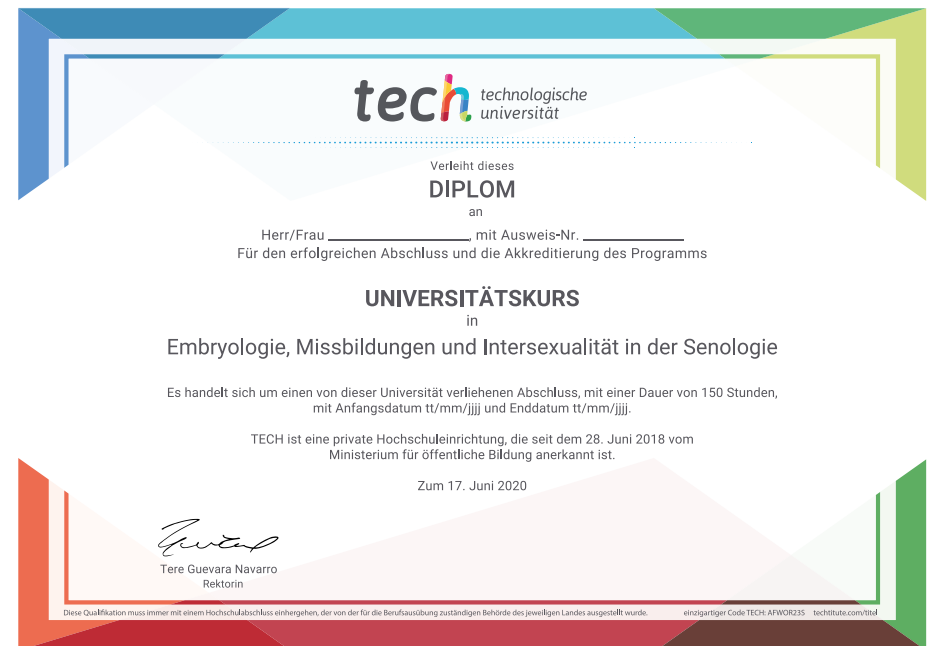 tech technologische
universität
Verleiht dieses
DIPLOM
an
Herr/Frau ____________________, mit Ausweis-Nr. ______________
Für den erfolgreichen Abschluss und die Akkreditierung des Programms
UNIVERSITÄTSKURS
in
Embryologie, Missbildungen und Intersexualität in der Senologie
Es handelt sich um einen von dieser Universität verliehenen Abschluss, mit einer Dauer von 150 Stunden,
mit Anfangsdatum tt/mm/jjjj und Enddatum tt/mm/jjjj.
TECH ist eine private Hochschuleinrichtung, die seit dem 28. Juni 2018 vom
Ministerium für öffentliche Bildung anerkannt ist.
Zum 17. Juni 2020
Tere Guevara Navarro
Rektorin
Diese Qualifikation muss immer mit einem Hochschulabschluss einhergehen, der von der für die Berufsausübung zuständigen Behörde des jeweiligen Landes ausgestellt wurde. einzigartiger Code TECH: AFWOR23S techtitute.com/titel